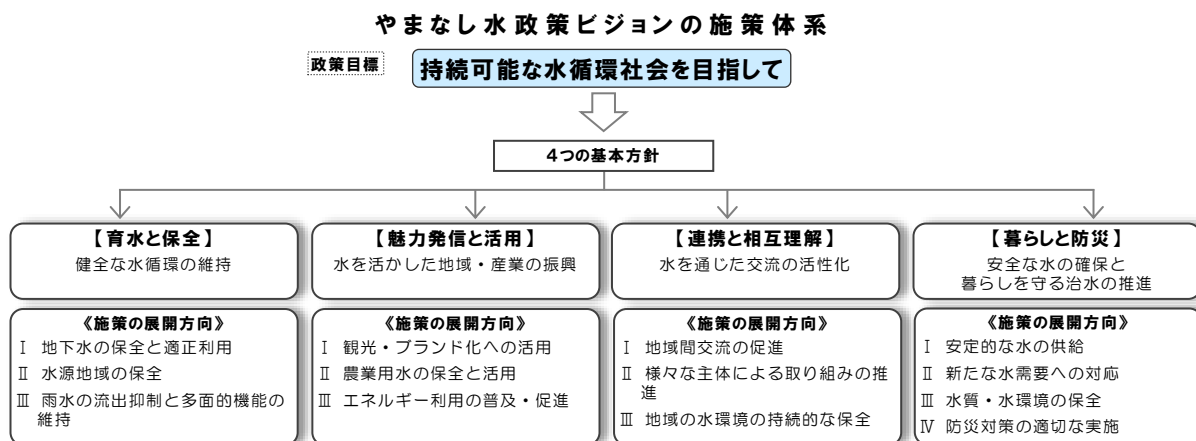 やまなし水政策ビジョンの施策体系
政策目標
持続可能な水循環社会を目指して
4つの基本方針
【育水と保全】
健全な水循環の維持
《施策の展開方向》
Ⅰ 地下水の保全と適正利用
Ⅱ 水源地域の保全
Ⅲ 雨水の流出抑制と多面的機能の
維持
【魅力発信と活用】
水を活かした地域・産業の振興
《施策の展開方向》
Ⅰ 観光・ブランド化への活用
Ⅱ 農業用水の保全と活用
Ⅲ エネルギー利用の普及・促進
【連携と相互理解】
水を通じた交流の活性化
《施策の展開方向》
Ⅰ 地域間交流の促進
Ⅱ 様々な主体による取り組みの推
進
Ⅲ 地域の水環境の持続的な保全
【暮らしと防災】
安全な水の確保と
暮らしを守る治水の推進
《施策の展開方向》
Ⅰ 安定的な水の供給
Ⅱ 新たな水需要への対応
Ⅲ 水質・水環境の保全
Ⅳ 防災対策の適切な実施